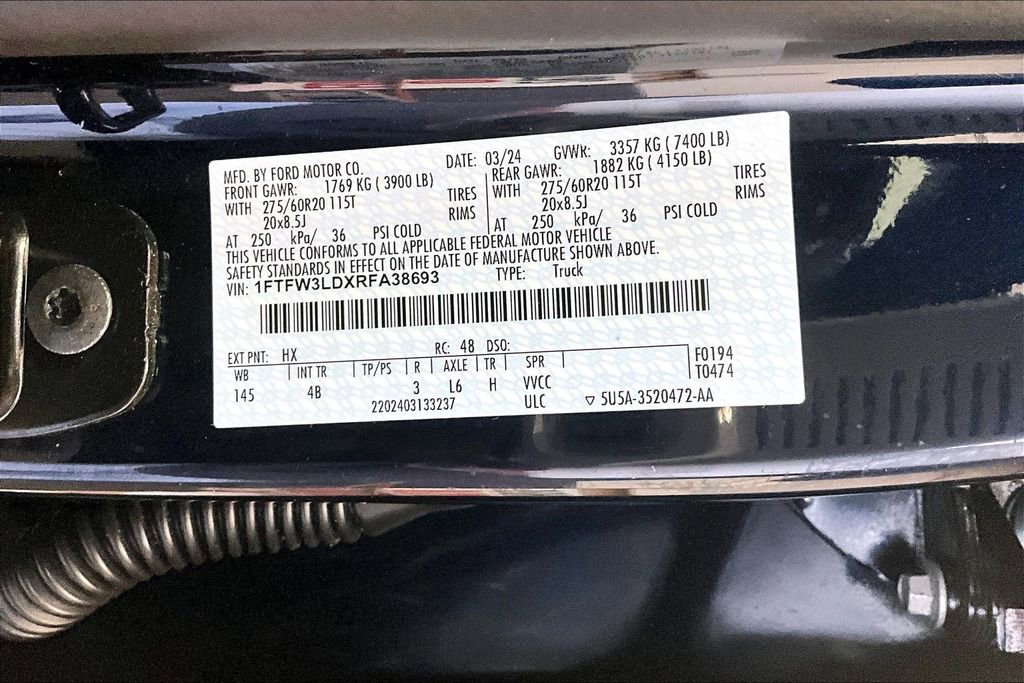 MFD. BY FORD MOTOR CO. DATE: 03/24 GVWR: 3357 KG ( 7400 LB)
FRONT GAWR: 1769 KG ( 3900 LB) REAR GAWR: 1882 KG ( 4150 LB)
WITH 275/60R20 115T TIRES WITH 275/60R20 115T TIRES
20x8.5J RIMS 20x8.5J RIMS
AT 250 kPa/ 36 PSI COLD AT 250 kPa/ 36 PSI COLD
THIS VEHICLE CONFORMS TO ALL APPLICABLE FEDERAL MOTOR VEHICLE
SAFETY STANDARDS IN EFFECT ON THE DATE OF MANUFACTURE SHOWN ABOVE.
VIN: 1FTFW3LDXRFA38693 TYPE: Truck
EXT PNT: HX RC: 48 DSO:
WB INT TR TP/PS R AXLE TR SPR F0194
145 4B 3 L6 H VVCC T0474
2202403133237 ULC ▽ 5U5A-3520472-AA